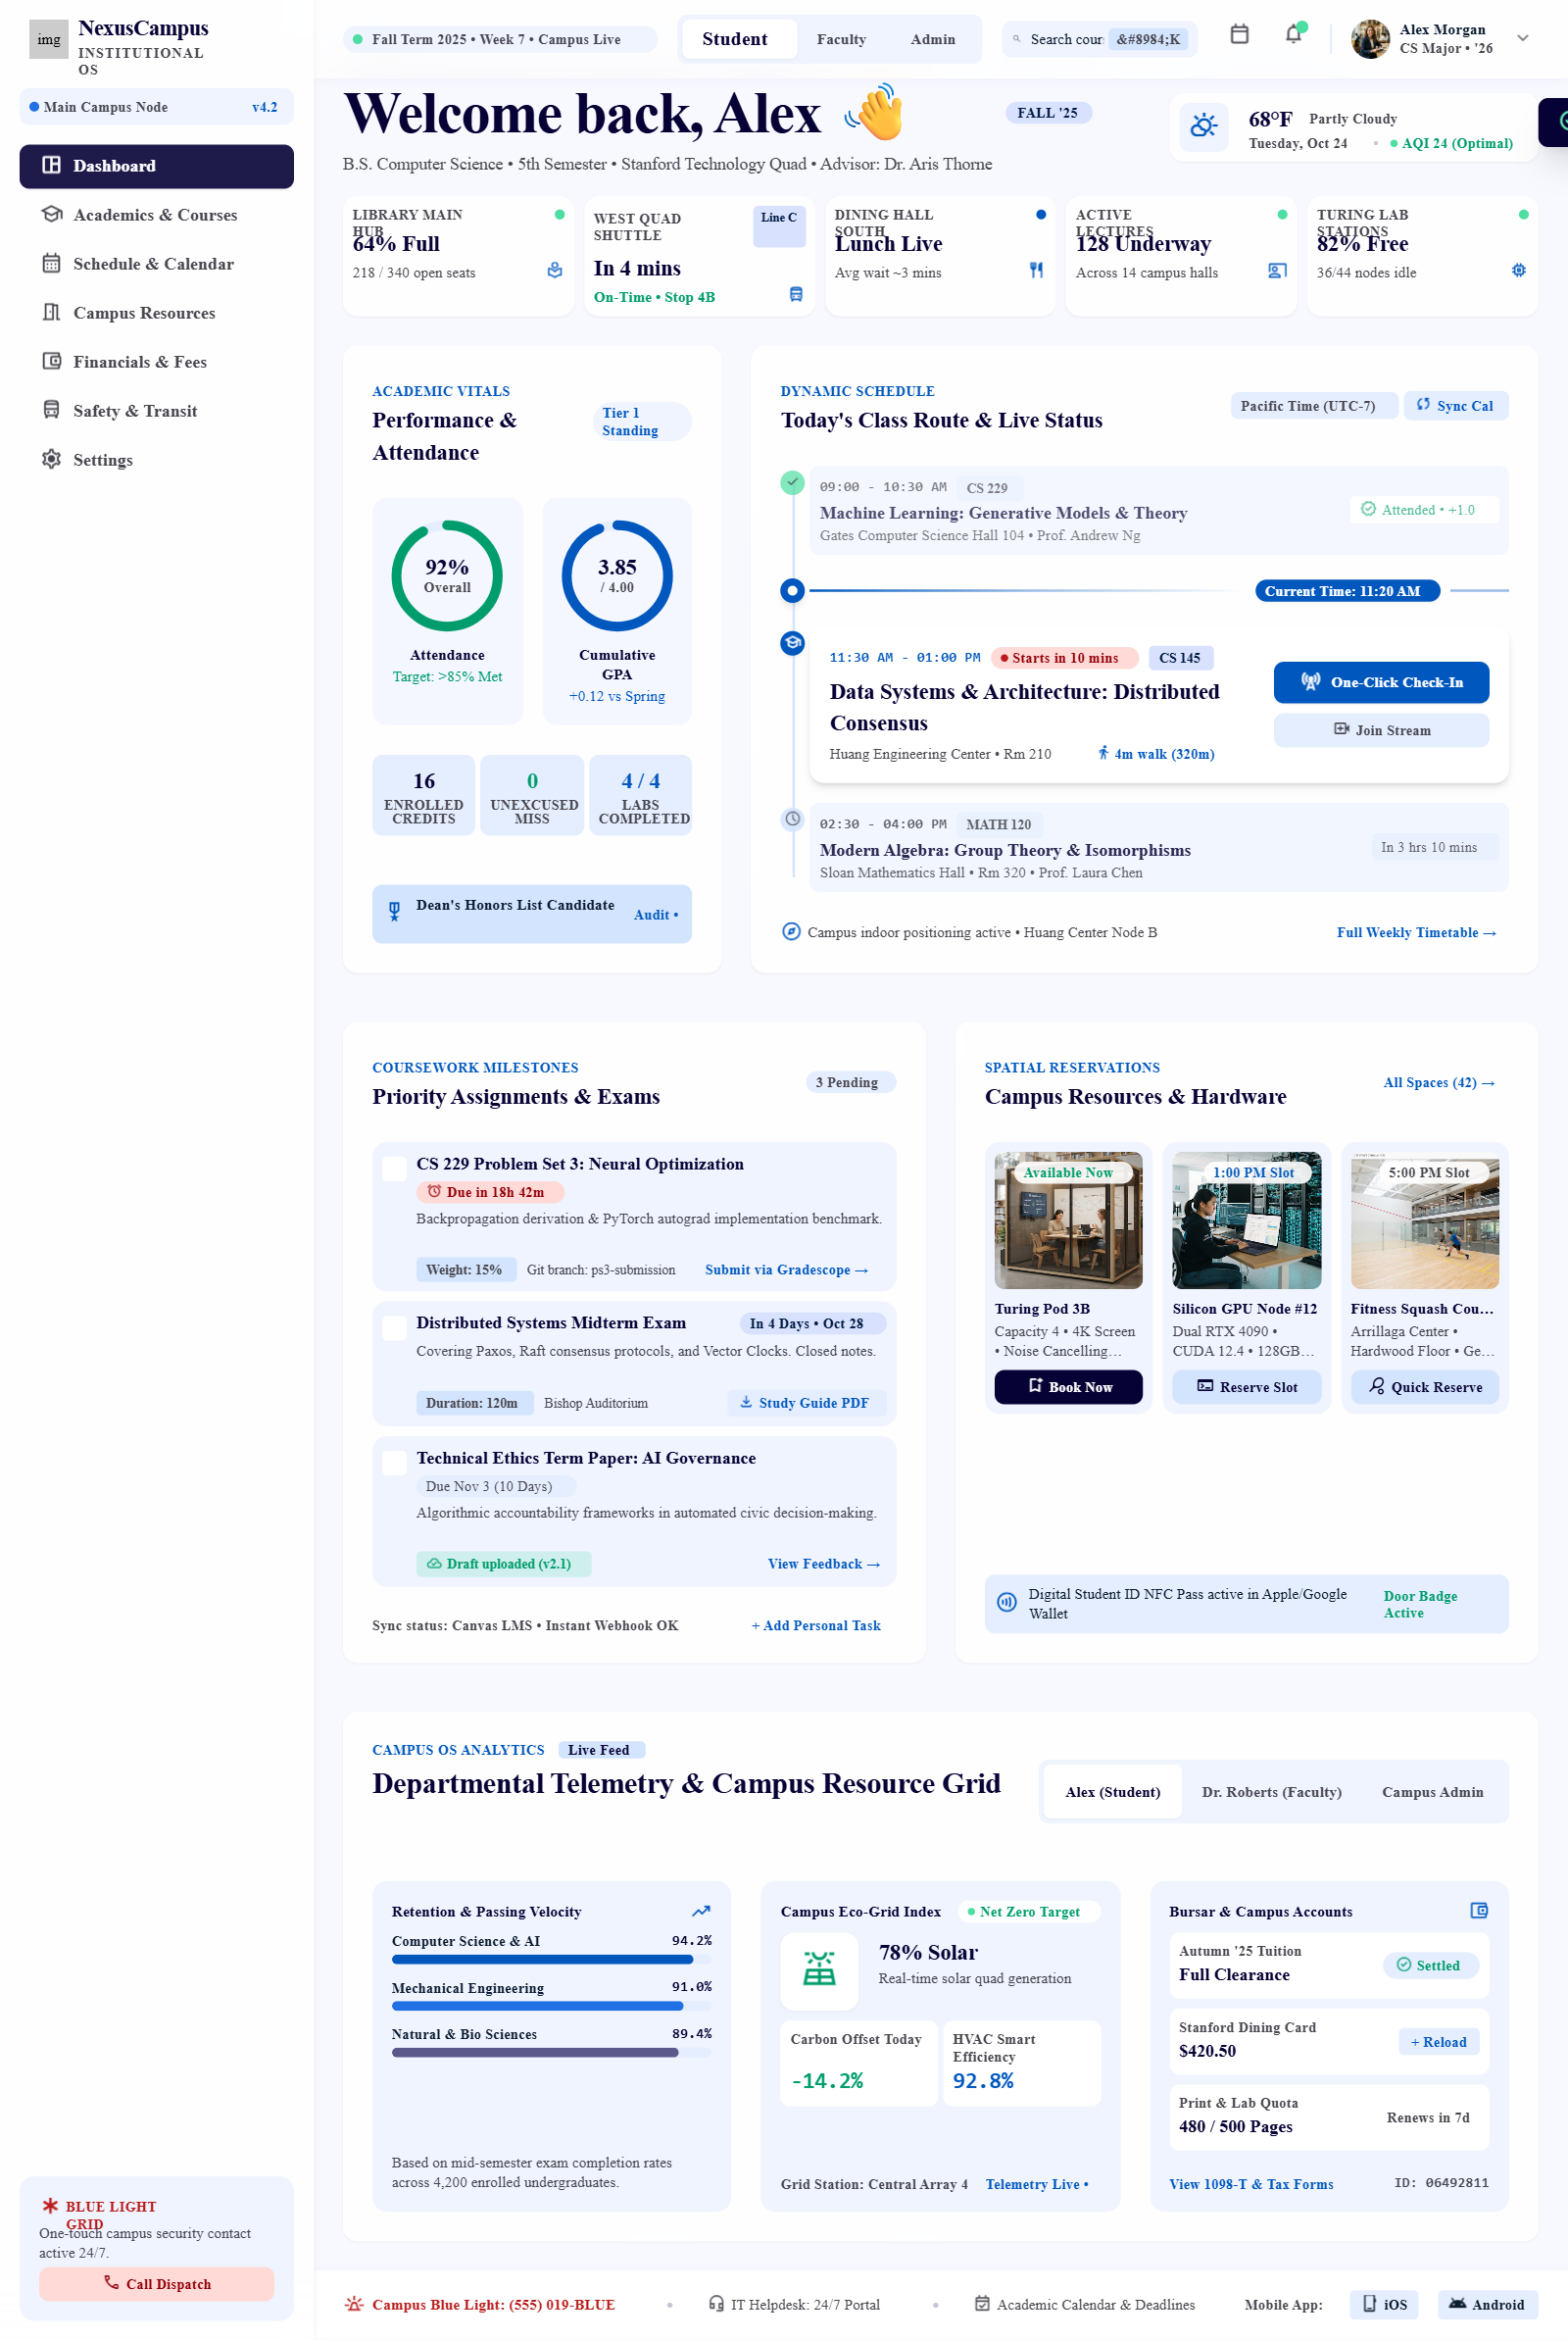 img
NexusCampus
INSTITUTIONAL
OS
Main Campus Node
v4.2
Dashboard
Academics & Courses
Schedule & Calendar
Campus Resources
Financials & Fees
Safety & Transit
Settings
BLUE LIGHT
GRID
One-touch campus security contact
active 24/7.
Call Dispatch
Fall Term 2025 • Week 7 • Campus Live
Student
Faculty
Admin
Search cour
&#8984;K
Alex Morgan
CS Major • '26
Welcome back, Alex 👋
FALL '25
B.S. Computer Science • 5th Semester • Stanford Technology Quad • Advisor: Dr. Aris Thorne
68°F
Partly Cloudy
Tuesday, Oct 24
• AQI 24 (Optimal)
LIBRARY MAIN
HUB
64% Full
218 / 340 open seats
WEST QUAD
SHUTTLE
Line C
In 4 mins
On-Time • Stop 4B
DINING HALL
SOUTH
Lunch Live
Avg wait ~3 mins
ACTIVE
LECTURES
128 Underway
Across 14 campus halls
TURING LAB
STATIONS
82% Free
36/44 nodes idle
ACADEMIC VITALS
Performance &
Attendance
Tier 1
Standing
92%
Overall
Attendance
Target: >85% Met
3.85
/ 4.00
Cumulative
GPA
+0.12 vs Spring
16
ENROLLED
CREDITS
0
UNEXCUSED
MISS
4 / 4
LABS
COMPLETED
Dean's Honors List Candidate
Audit •
DYNAMIC SCHEDULE
Today's Class Route & Live Status
Pacific Time (UTC-7)
Sync Cal
09:00 - 10:30 AM
CS 229
Machine Learning: Generative Models & Theory
Gates Computer Science Hall 104 • Prof. Andrew Ng
Attended • +1.0
Current Time: 11:20 AM
11:30 AM - 01:00 PM
Starts in 10 mins
CS 145
Data Systems & Architecture: Distributed
Consensus
Huang Engineering Center • Rm 210
4m walk (320m)
One-Click Check-In
Join Stream
02:30 - 04:00 PM
MATH 120
Modern Algebra: Group Theory & Isomorphisms
Sloan Mathematics Hall • Rm 320 • Prof. Laura Chen
In 3 hrs 10 mins
Campus indoor positioning active • Huang Center Node B
Full Weekly Timetable →
COURSEWORK MILESTONES
Priority Assignments & Exams
3 Pending
CS 229 Problem Set 3: Neural Optimization
Due in 18h 42m
Backpropagation derivation & PyTorch autograd implementation benchmark.
Weight: 15%
Git branch: ps3-submission
Submit via Gradescope →
Distributed Systems Midterm Exam
In 4 Days • Oct 28
Covering Paxos, Raft consensus protocols, and Vector Clocks. Closed notes.
Duration: 120m
Bishop Auditorium
Study Guide PDF
Technical Ethics Term Paper: AI Governance
Due Nov 3 (10 Days)
Algorithmic accountability frameworks in automated civic decision-making.
Draft uploaded (v2.1)
View Feedback →
Sync status: Canvas LMS • Instant Webhook OK
+ Add Personal Task
SPATIAL RESERVATIONS
Campus Resources & Hardware
All Spaces (42) →
Available Now
Turing Pod 3B
Capacity 4 • 4K Screen
• Noise Cancelling…
Book Now
1:00 PM Slot
Silicon GPU Node #12
Dual RTX 4090 •
CUDA 12.4 • 128GB…
Reserve Slot
5:00 PM Slot
Fitness Squash Cou…
Arrillaga Center •
Hardwood Floor • Ge…
Quick Reserve
Digital Student ID NFC Pass active in Apple/Google
Wallet
Door Badge
Active
CAMPUS OS ANALYTICS
Live Feed
Departmental Telemetry & Campus Resource Grid
Alex (Student)
Dr. Roberts (Faculty)
Campus Admin
Retention & Passing Velocity
Computer Science & AI
94.2%
Mechanical Engineering
91.0%
Natural & Bio Sciences
89.4%
Based on mid-semester exam completion rates
across 4,200 enrolled undergraduates.
Campus Eco-Grid Index
Net Zero Target
78% Solar
Real-time solar quad generation
Carbon Offset Today
-14.2%
HVAC Smart
Efficiency
92.8%
Grid Station: Central Array 4
Telemetry Live •
Bursar & Campus Accounts
Autumn '25 Tuition
Full Clearance
Settled
Stanford Dining Card
$420.50
+ Reload
Print & Lab Quota
480 / 500 Pages
Renews in 7d
View 1098-T & Tax Forms
ID: 06492811
Campus Blue Light: (555) 019-BLUE
•
IT Helpdesk: 24/7 Portal
•
Academic Calendar & Deadlines
Mobile App:
iOS
Android